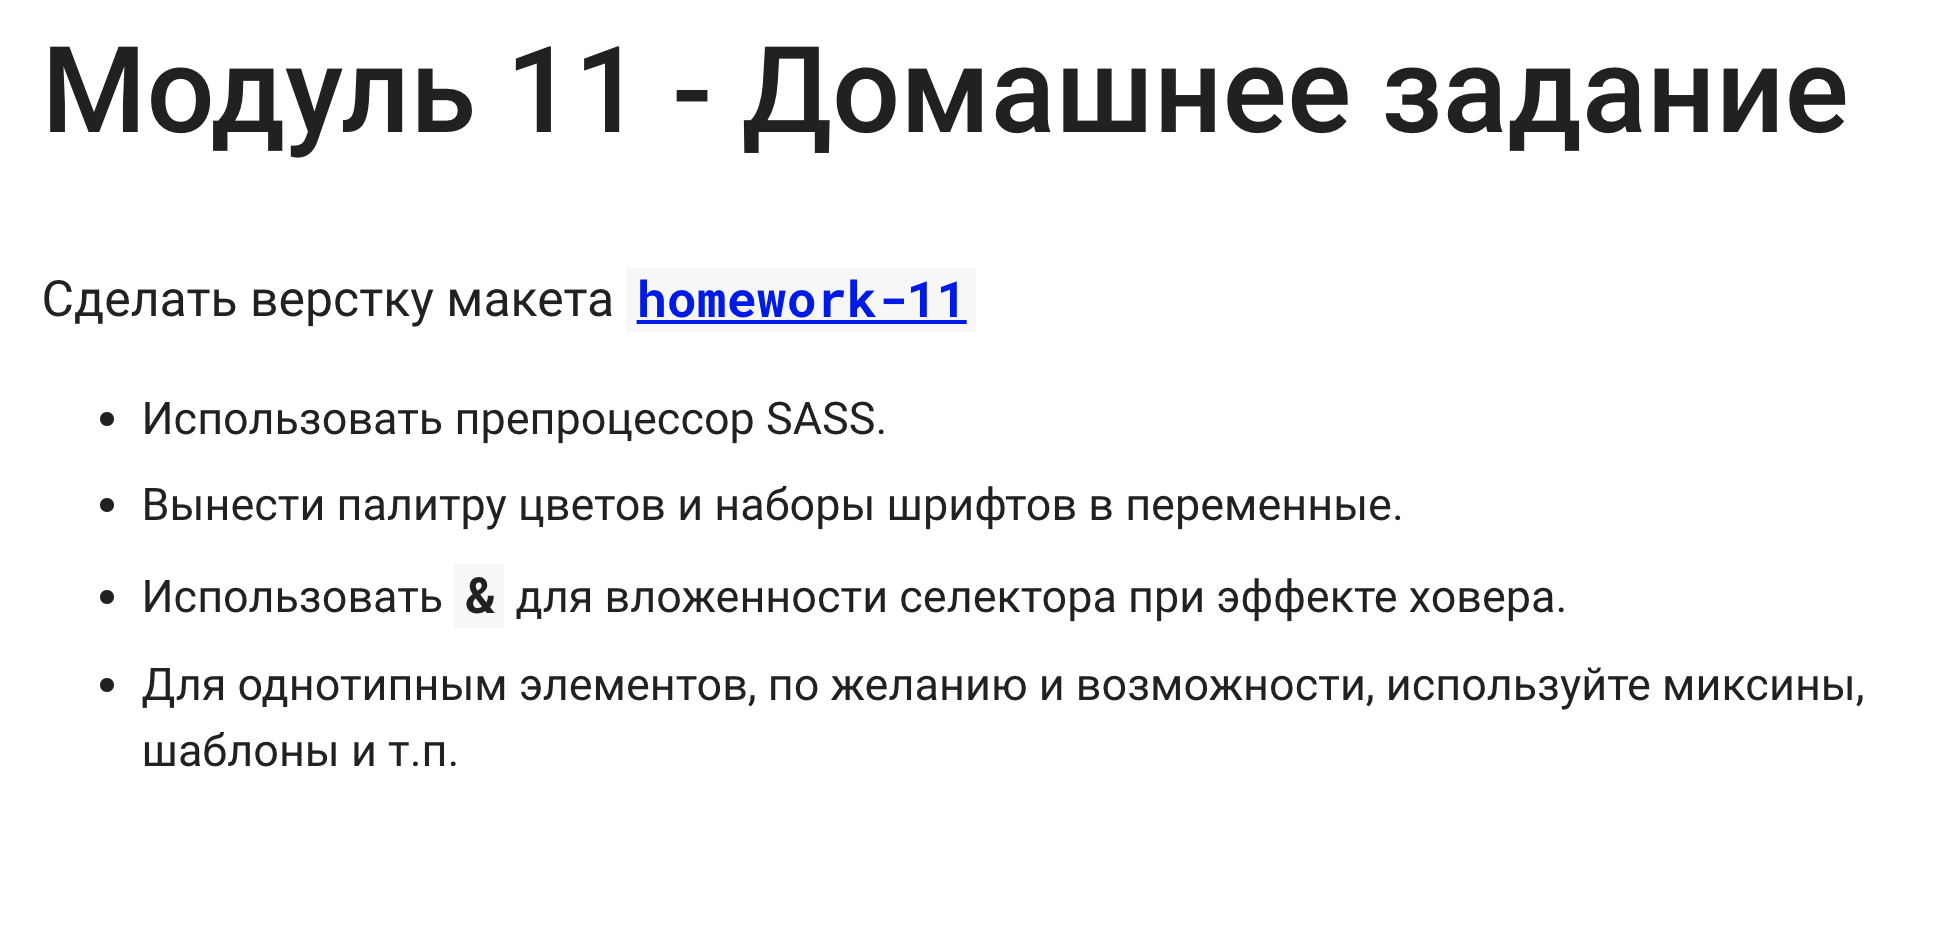 Модуль 11 - Домашнее задание
Сделать верстку макета homework-11
• Использовать препроцессор SASS.
• Вынести палитру цветов и наборы шрифтов в переменные.
• Использовать & для вложенности селектора при эффекте ховера.
• Для однотипным элементов, по желанию и возможности, используйте миксины,
шаблоны и т.п.